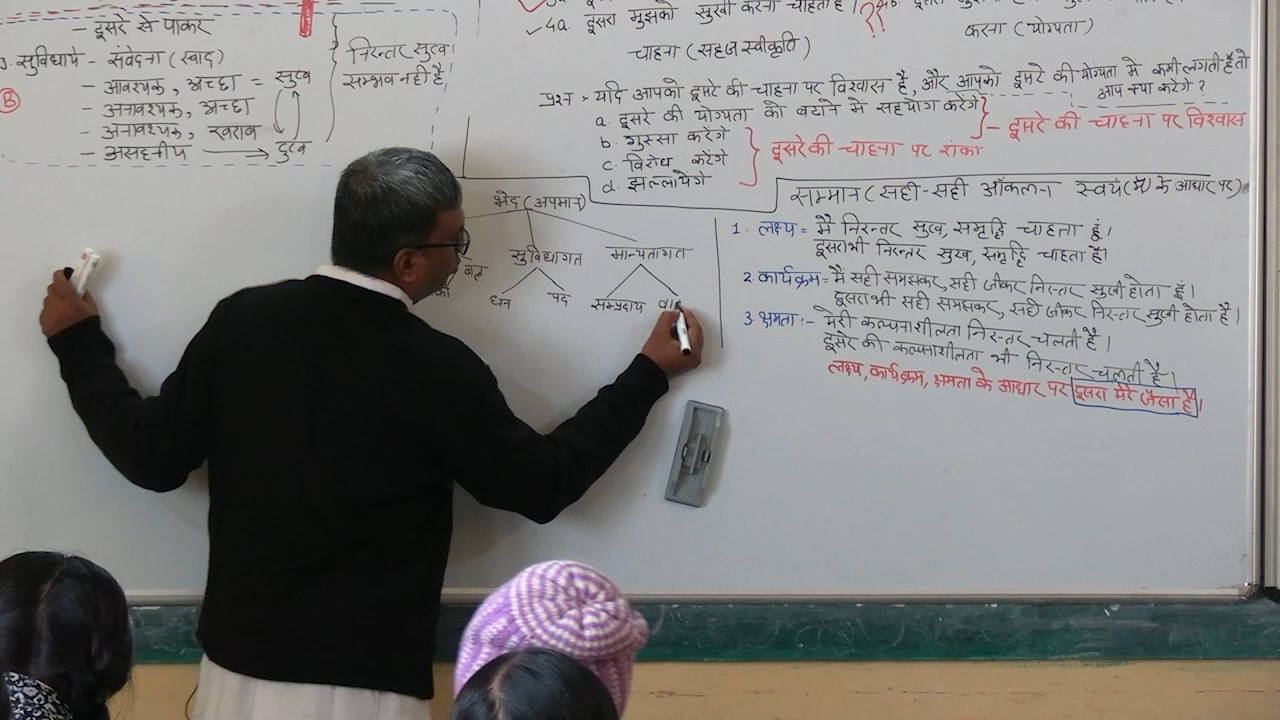 - दूसरे से पाकर
3. सुविधायें - संवेदना (स्वाद)
- आवश्यक, अच्छा = सुख
- अनावश्यक, अच्छा
- अनावश्यक, खराब
- असहनीय → दुःख
B
निरन्तर सुख
सम्भव नही है।
4a दूसरा मुझको सुखी करना चाहता है। ??
चाहना (सहज स्वीकृति)
करना (योग्यता)
प्रश्न :- यदि आपको दूसरे की चाहना पर विश्वास है, और आपको दूसरे की योग्यता में कमी लगती है तो
आप क्या करेंगे?
a. दूसरे की योग्यता को बढाने में सहयोग करेंगे} - दूसरे की चाहना पर विश्वास
b. गुस्सा करेंगे
c. विरोध करेंगे
d. झल्लायेंगे
दूसरे की चाहना पर शंका
भेद (अपमान)
सुविधागत
मान्यतागत
बल
धन
पद
सम्प्रदाय
सम्मान (सही-सही आँकलन स्वयं(मैं) के आधार पर)
1. लक्ष्य = मैं निरन्तर सुख, समृद्धि चाहता हूं।
दूसरा भी निरन्तर सुख, समृद्धि चाहता है।
2. कार्यक्रम = मैं सही समझकर, सही जीकर निरन्तर सुखी होता हूं।
दूसरा भी सही समझकर, सही जीकर निरन्तर सुखी होता है।
3. क्षमता :- मेरी कल्पनाशीलता निरन्तर चलती है।
दूसरे की कल्पनाशीलता भी निरन्तर चलती है।
लक्ष्य, कार्यक्रम, क्षमता के आधार पर दूसरा मेरे जैसा है।